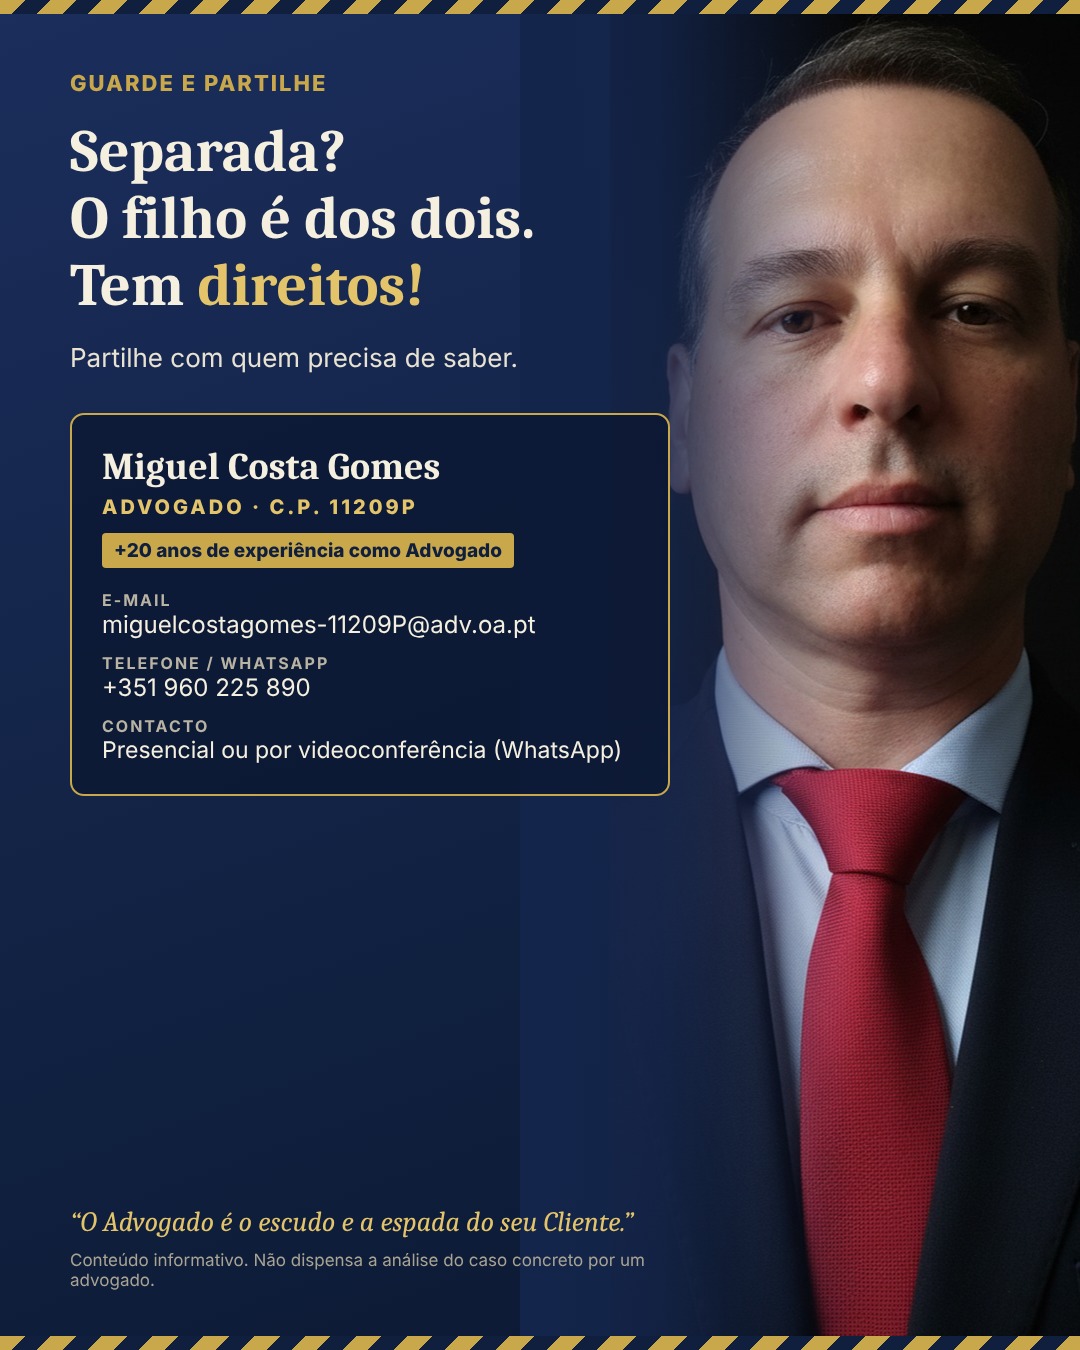 GUARDE E PARTILHE
Separada?
O filho é dos dois.
Tem direitos!
Partilhe com quem precisa de saber.
Miguel Costa Gomes
ADVOGADO · C.P. 11209P
+20 anos de experiência como Advogado
E-MAIL
miguelcostagomes-11209P@adv.oa.pt
TELEFONE / WHATSAPP
+351 960 225 890
CONTACTO
Presencial ou por videoconferência (WhatsApp)
“O Advogado é o escudo e a espada do seu Cliente.”
Conteúdo informativo. Não dispensa a análise do caso concreto por um
advogado.